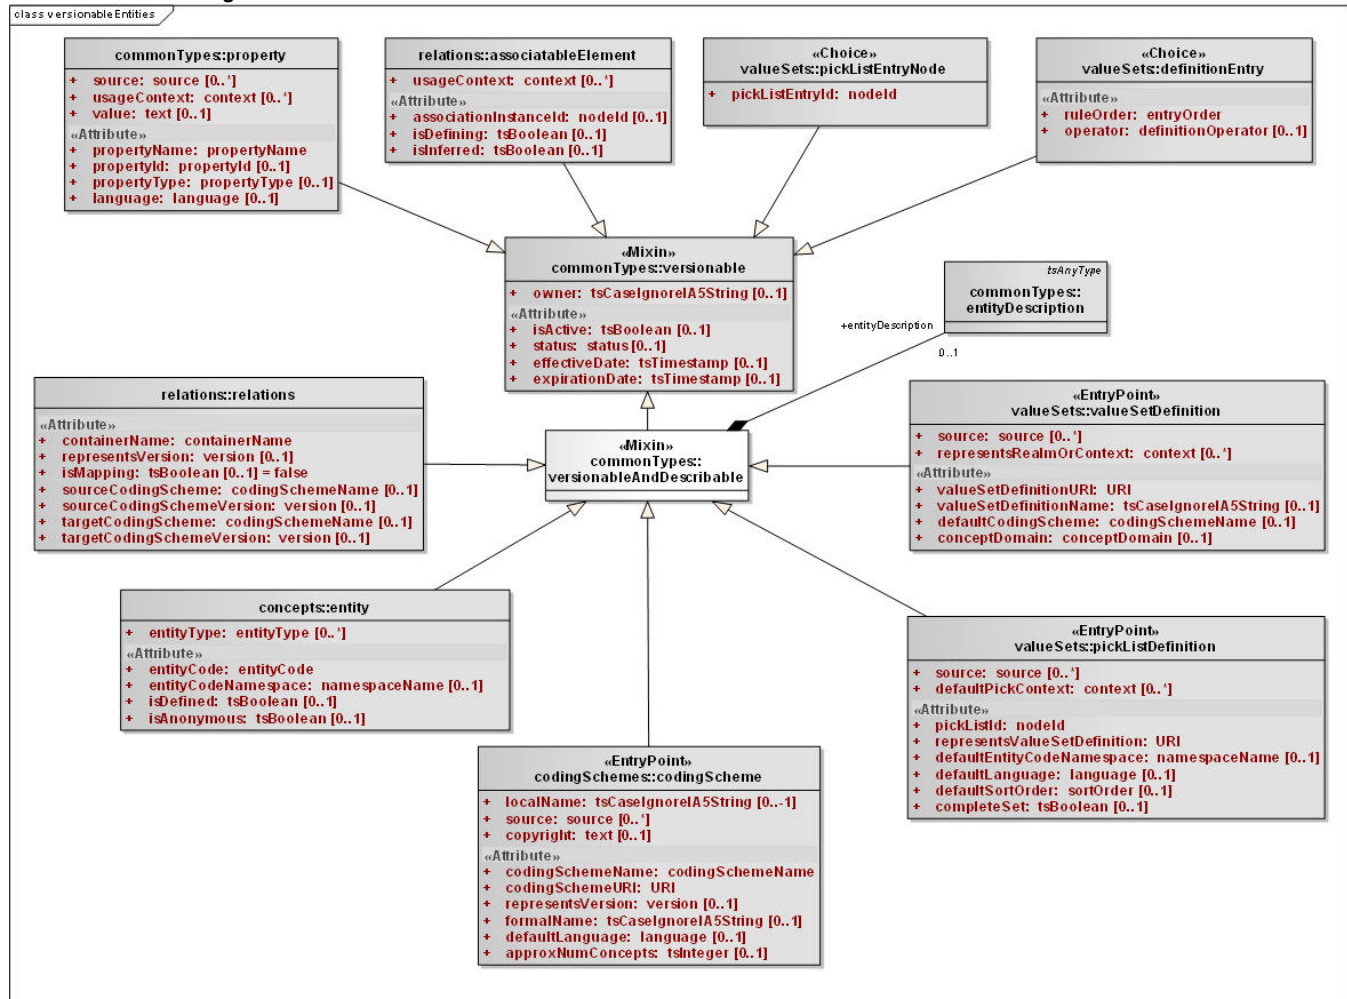 g
class versionableEntities
commonTypes::property
+ source: source [0..*]
+ usageContext: context [0..*]
+ value: text [0..1]
«Attribute»
+ propertyName: propertyName
+ propertyId: propertyId [0..1]
+ propertyType: propertyType [0..1]
+ language: language [0..1]
relations::associatableElement
+ usageContext: context [0..*]
«Attribute»
+ associationInstanceId: nodeId [0..1]
+ isDefining: tsBoolean [0..1]
+ isInferred: tsBoolean [0..1]
«Choice»
valueSets::pickListEntryNode
+ pickListEntryId: nodeId
«Choice»
valueSets::definitionEntry
«Attribute»
+ ruleOrder: entryOrder
+ operator: definitionOperator [0..1]
«Mixin»
commonTypes::versionable
+ owner: tsCaseIgnoreIA5String [0..1]
«Attribute»
+ isActive: tsBoolean [0..1]
+ status: status [0..1]
+ effectiveDate: tsTimestamp [0..1]
+ expirationDate: tsTimestamp [0..1]
tsAnyType
commonTypes::
entityDescription
+entityDescription
0..1
relations::relations
«Attribute»
+ containerName: containerName
+ representsVersion: version [0..1]
+ isMapping: tsBoolean [0..1] = false
+ sourceCodingScheme: codingSchemeName [0..1]
+ sourceCodingSchemeVersion: version [0..1]
+ targetCodingScheme: codingSchemeName [0..1]
+ targetCodingSchemeVersion: version [0..1]
«Mixin»
commonTypes::
versionableAndDescribable
«EntryPoint»
valueSets::valueSetDefinition
+ source: source [0..*]
+ representsRealmOrContext: context [0..*]
«Attribute»
+ valueSetDefinitionURI: URI
+ valueSetDefinitionName: tsCaseIgnoreIA5String [0..1]
+ defaultCodingScheme: codingSchemeName [0..1]
+ conceptDomain: conceptDomain [0..1]
concepts::entity
+ entityType: entityType [0..*]
«Attribute»
+ entityCode: entityCode
+ entityCodeNamespace: namespaceName [0..1]
+ isDefined: tsBoolean [0..1]
+ isAnonymous: tsBoolean [0..1]
«EntryPoint»
valueSets::pickListDefinition
+ source: source [0..*]
+ defaultPickContext: context [0..*]
«Attribute»
+ pickListId: nodeId
+ representsValueSetDefinition: URI
+ defaultEntityCodeNamespace: namespaceName [0..1]
+ defaultLanguage: language [0..1]
+ defaultSortOrder: sortOrder [0..1]
+ completeSet: tsBoolean [0..1]
«EntryPoint»
codingSchemes::codingScheme
+ localName: tsCaseIgnoreIA5String [0..-1]
+ source: source [0..*]
+ copyright: text [0..1]
«Attribute»
+ codingSchemeName: codingSchemeName
+ codingSchemeURI: URI
+ representsVersion: version [0..1]
+ formalName: tsCaseIgnoreIA5String [0..1]
+ defaultLanguage: language [0..1]
+ approxNumConcepts: tsInteger [0..1]